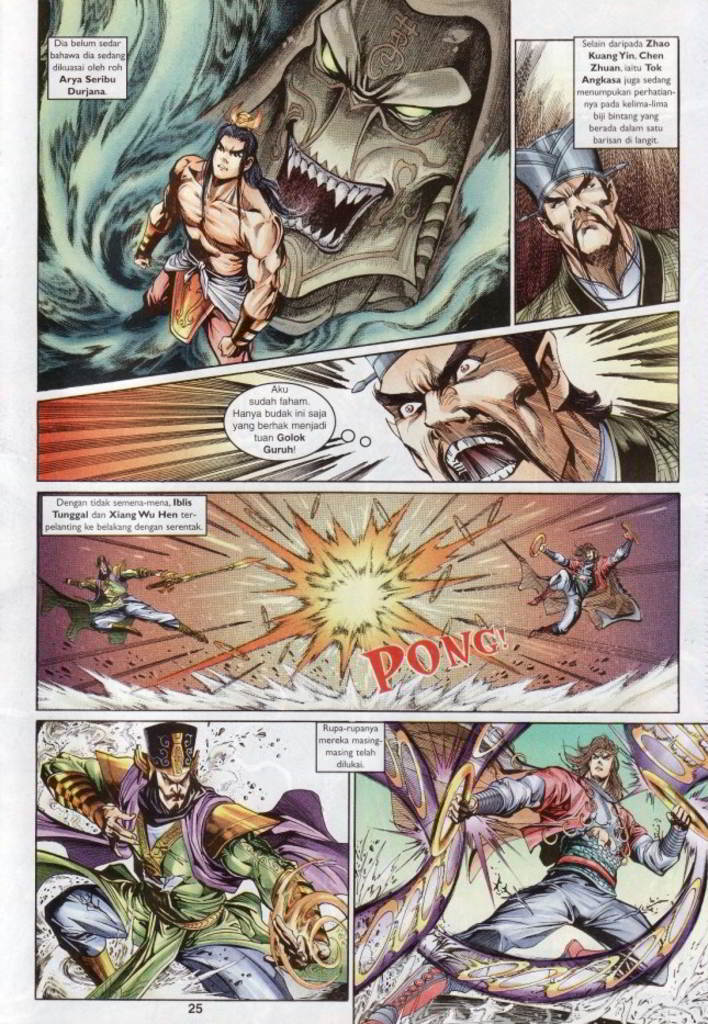 Dia belum sedar
bahawa dia sedang
dikuasai oleh roh
Arya Seribu
Durjana.
Selain daripada Zhao
Kuang Yin, Chen
Zhuan, iaitu Tok
Angkasa juga sedang
menumpukan perhatian-
nya pada kelima-lima
biji bintang yang
berada dalam satu
barisan di langit.
Aku
sudah faham.
Hanya budak ini saja
yang berhak menjadi
tuan Golok
Guruh!
Dengan tidak semena-mena, Iblis
Tunggal dan Xiang Wu Hen ter-
pelanting ke belakang dengan serentak.
PONG!
Rupa-rupanya
mereka masing-
masing telah
dilukai.
25